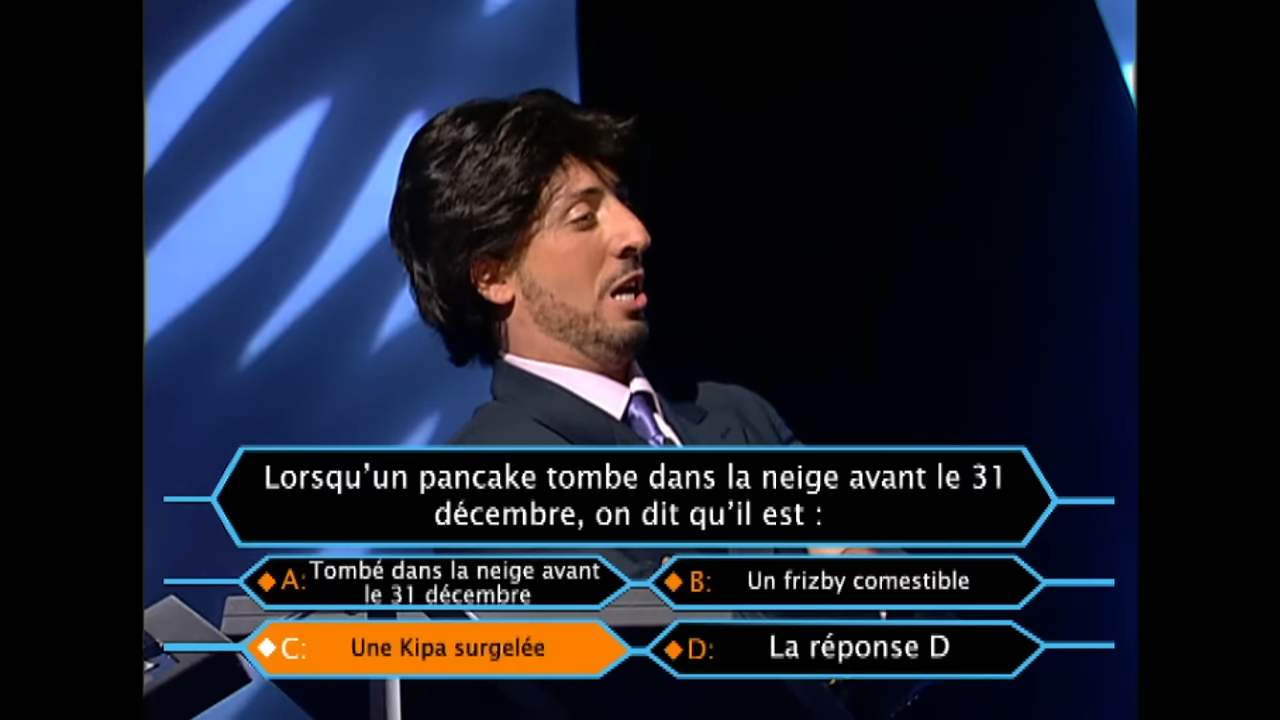 Lorsqu'un pancake tombe dans la neige avant le 31
décembre, on dit qu'il est :
A: Tombé dans la neige avant
le 31 décembre
B: Un frizby comestible
C: Une Kipa surgelée
D: La réponse D